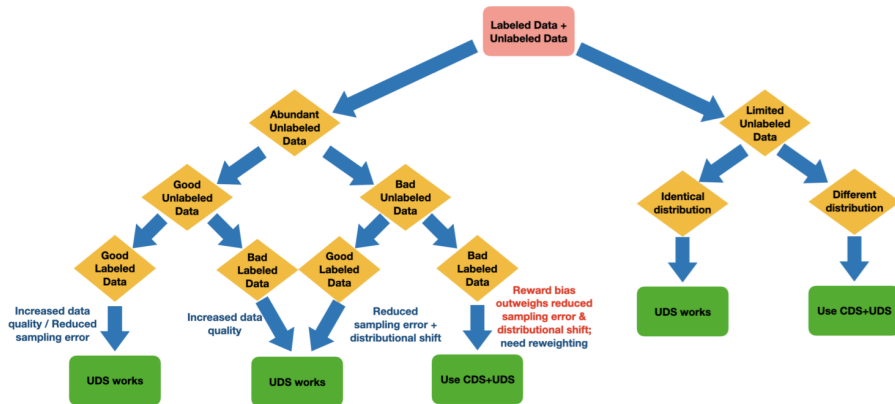 Labeled Data +
Unlabeled Data
Abundant
Unlabeled
Data
Limited
Unlabeled
Data
Good
Unlabeled
Data
Bad
Unlabeled
Data
Identical
distribution
Different
distribution
Good
Labeled
Data
Bad
Labeled Data
Good
Labeled Data
Bad
Labeled Data
Increased data
quality / Reduced
sampling error
Increased data
quality
Reduced
sampling error +
distributional shift
Reward bias
outweighs reduced
sampling error &
distributional shift;
need reweighting
UDS works
UDS works
Use CDS+UDS
UDS works
Use CDS+UDS